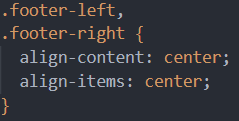 .footer-left,
.footer-right {
  align-content: center;
  align-items: center;
}